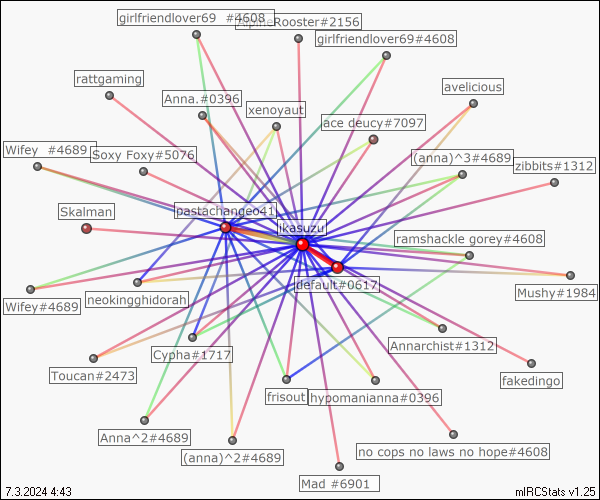 girlfriendlover69 #4608
AlpineRooster#2156
girlfriendlover69#4608
rattgaming
avelicious
Anna.#0396
xenoyaut
ace deucy#7097
Wifey #4689
Soxy Foxy#5076
(anna)^3#4689
zibbits#1312
Skalman
pastachangeo41
ikasuzu
ramshackle gorey#4608
default#0617
Wifey#4689
neokingghidorah
Mushy#1984
Cypha#1717
Annarchist#1312
Toucan#2473
frisout
hypomanianna#0396
fakedingo
Anna^2#4689
(anna)^2#4689
no cops no laws no hope#4608
Mad #6901
7.3.2024 4:43
mIRCStats v1.25